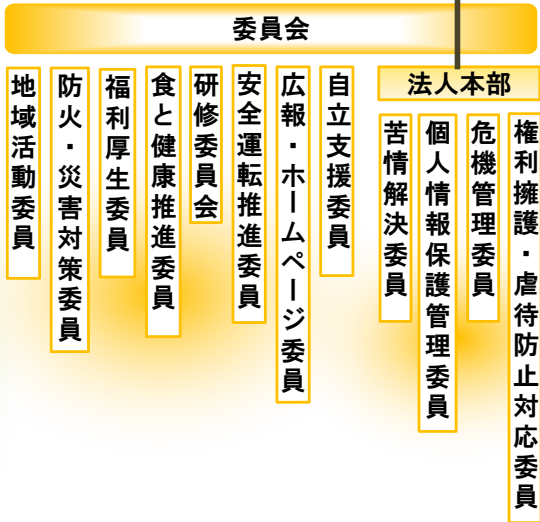 委員会
法人本部
地域活動委員
防火・災害対策委員
福利厚生委員
食と健康推進委員
研修委員会
安全運転推進委員
広報・ホームページ委員
自立支援委員
苦情解決委員
個人情報保護管理委員
危機管理委員
権利擁護・虐待防止対応委員